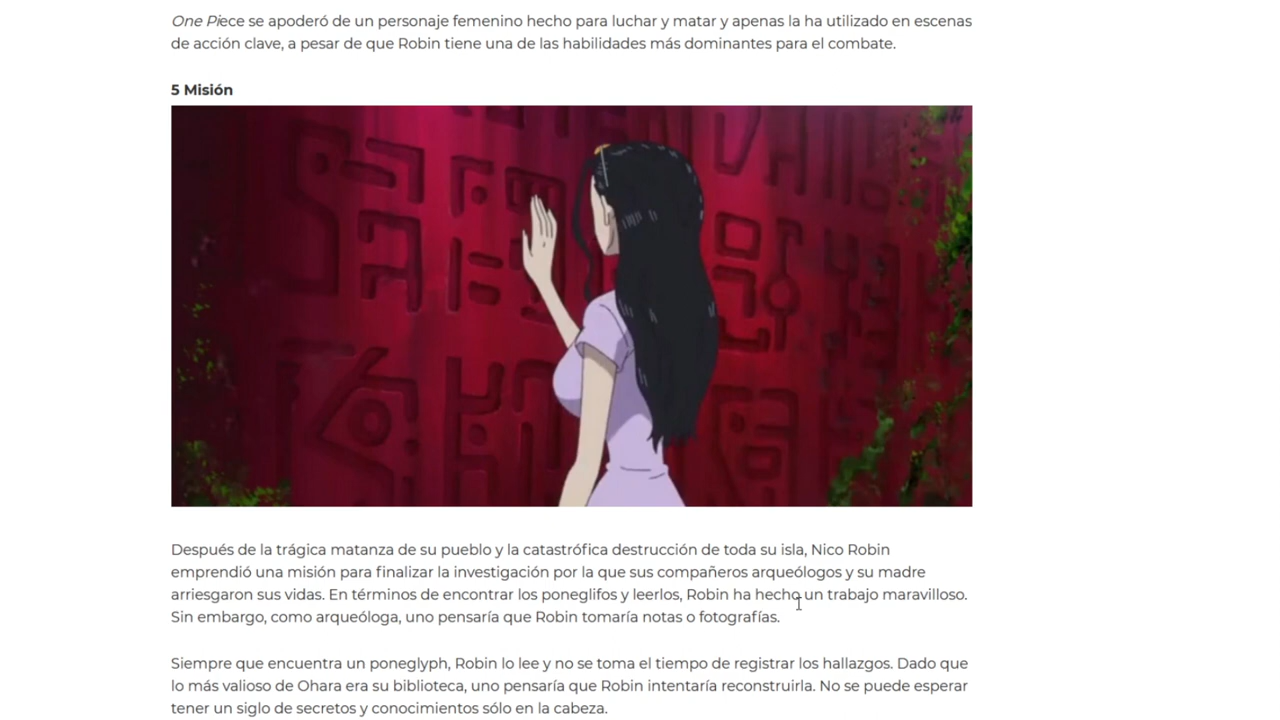 One Piece se apoderó de un personaje femenino hecho para luchar y matar y apenas la ha utilizado en escenas
de acción clave, a pesar de que Robin tiene una de las habilidades más dominantes para el combate.
5 Misión
Después de la trágica matanza de su pueblo y la catastrófica destrucción de toda su isla, Nico Robin
emprendió una misión para finalizar la investigación por la que sus compañeros arqueólogos y su madre
arriesgaron sus vidas. En términos de encontrar los poneglifos y leerlos, Robin ha hecho un trabajo maravilloso.
Sin embargo, como arqueóloga, uno pensaría que Robin tomaría notas o fotografías.
Siempre que encuentra un poneglyph, Robin lo lee y no se toma el tiempo de registrar los hallazgos. Dado que
lo más valioso de Ohara era su biblioteca, uno pensaría que Robin intentaría reconstruirla. No se puede esperar
tener un siglo de secretos y conocimientos sólo en la cabeza.